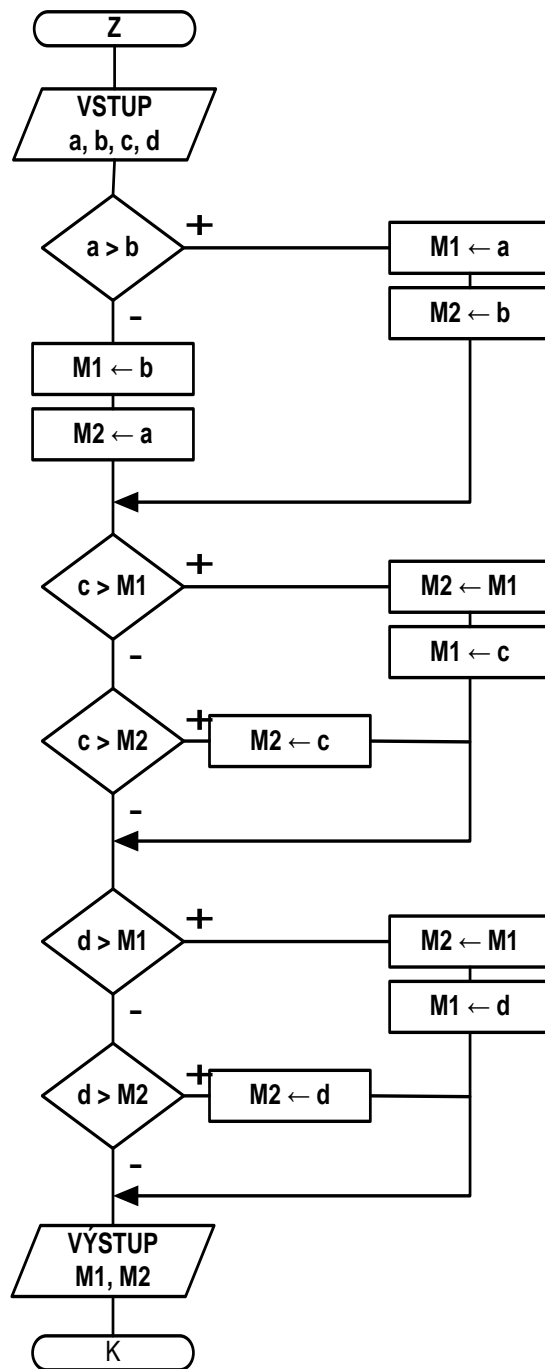 Z
VSTUP
a, b, c, d
a > b
+
M1 ← a
M2 ← b
-
M1 ← b
M2 ← a
c > M1
+
M2 ← M1
M1 ← c
-
c > M2
+
M2 ← c
-
d > M1
+
M2 ← M1
M1 ← d
-
d > M2
+
M2 ← d
-
VÝSTUP
M1, M2
K